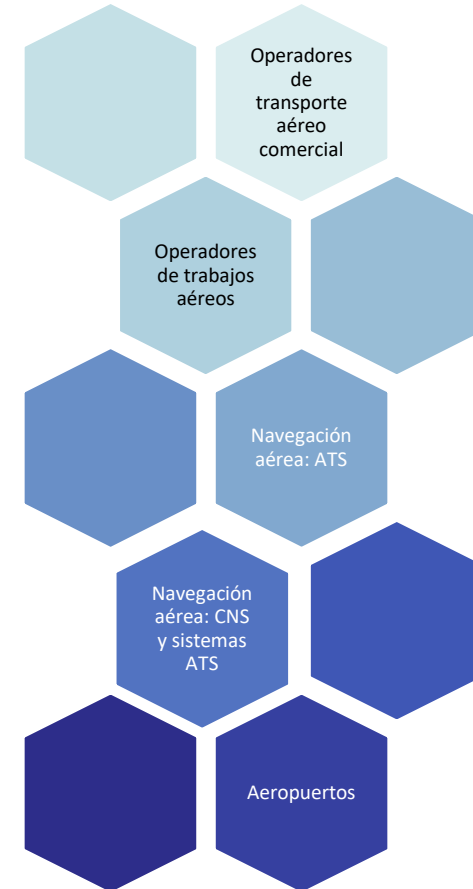 Operadores
de
transporte
aéreo
comercial
Operadores
de trabajos
aéreos
Navegación
aérea: ATS
Navegación
aérea: CNS
y sistemas
ATS
Aeropuertos